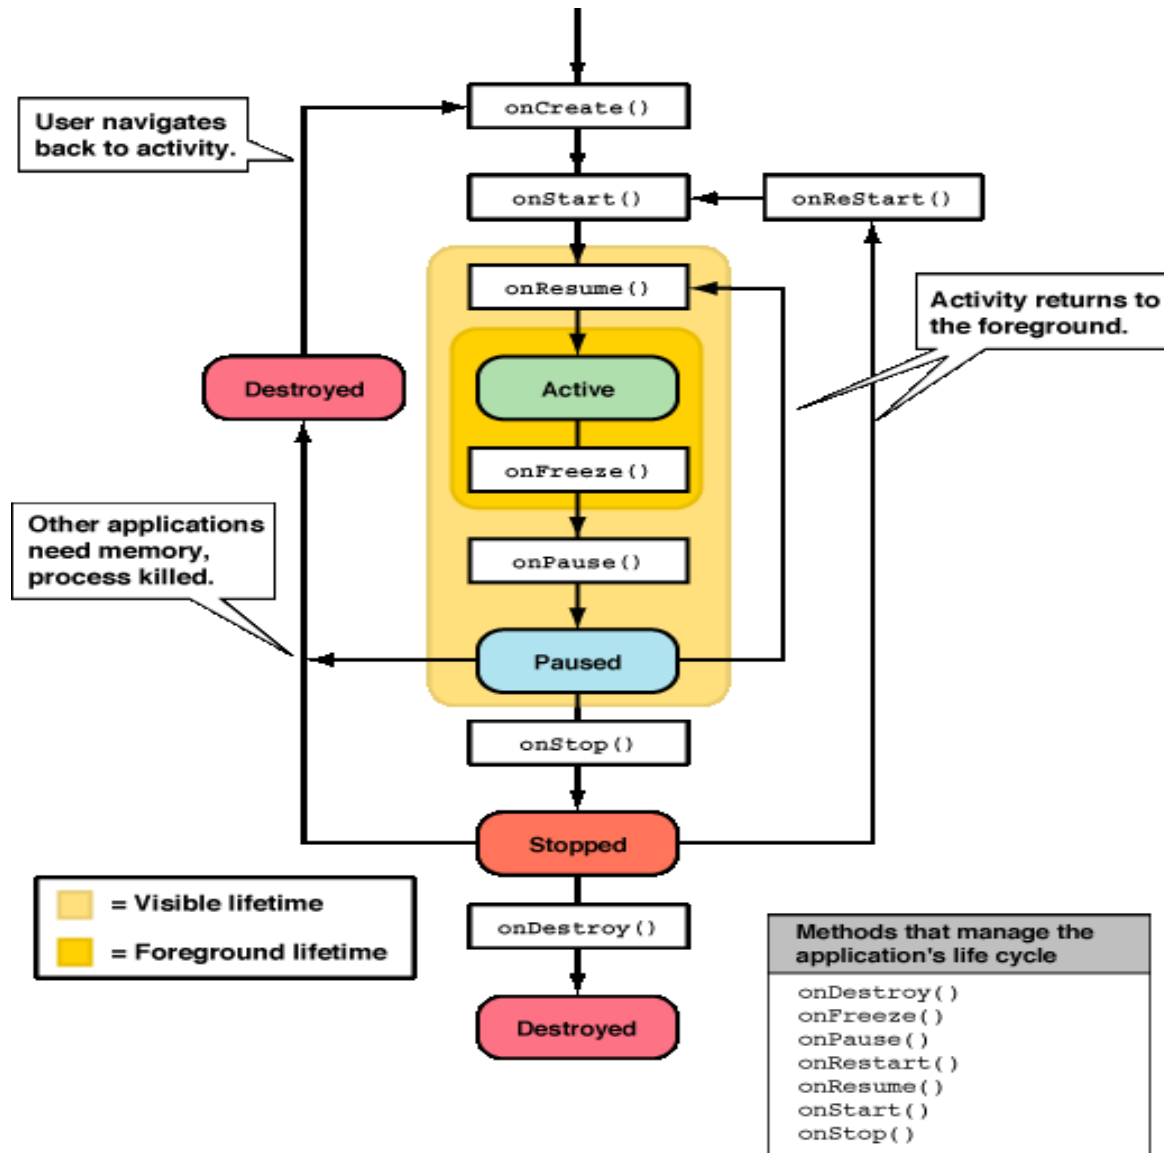 onCreate()
User navigates
back to activity.
onStart()
onReStart()
onResume()
Activity returns to
the foreground.
Destroyed
Active
onFreeze()
Other applications
need memory,
process killed.
onPause()
Paused
onStop()
Stopped
= Visible lifetime
= Foreground lifetime
onDestroy()
Destroyed
Methods that manage the
application's life cycle
onDestroy()
onFreeze()
onPause()
onRestart()
onResume()
onStart()
onStop()